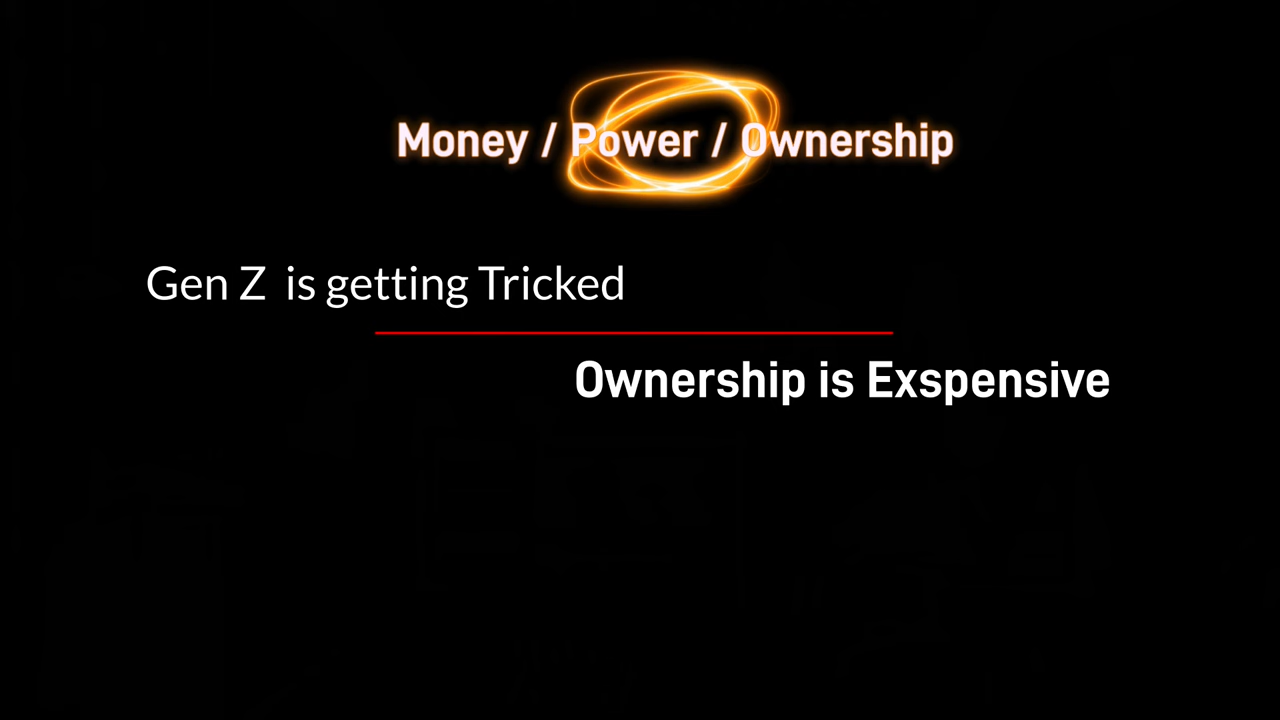 Money / Power / Ownership
Gen Z is getting Tricked
Ownership is Exspensive